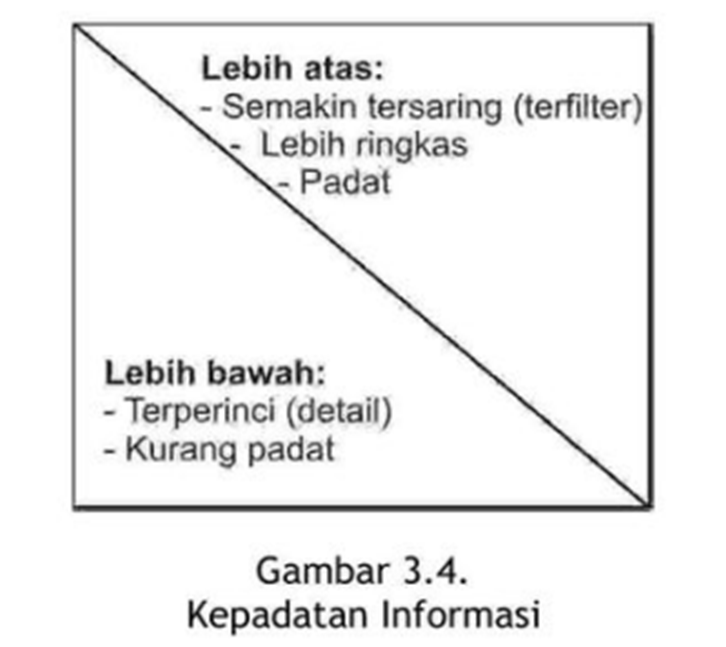 Lebih atas:
- Semakin tersaring (terfilter)
- Lebih ringkas
- Padat
Lebih bawah:
- Terperinci (detail)
- Kurang padat
Gambar 3.4.
Kepadatan Informasi